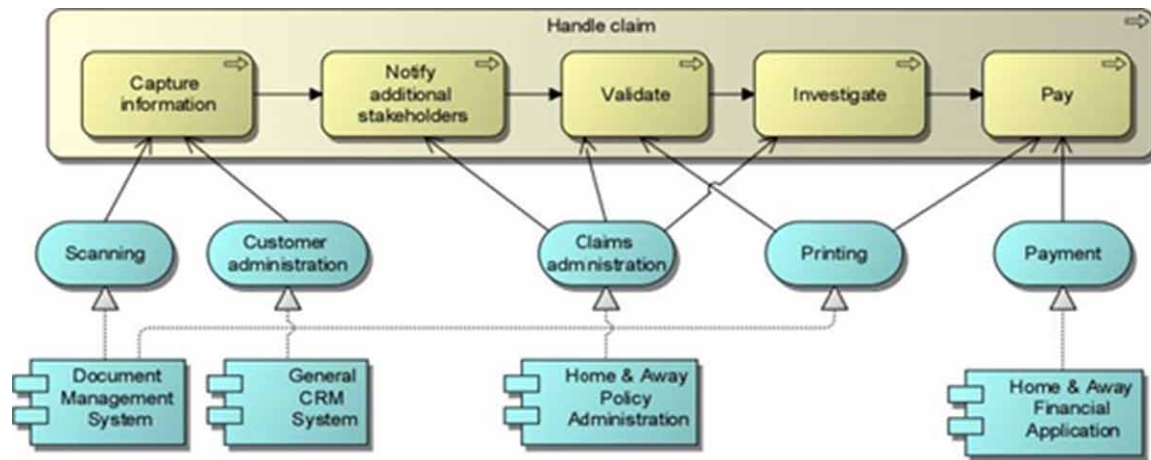 Handle claim
Capture
information
Notify
additional
stakeholders
Validate
Investigate
Pay
Scanning
Customer
administration
Claims
admnistration
Printing
Payment
Document
Management
System
General
CRM
System
Home & Away
Policy
Administration
Home & Away
Financial
Application